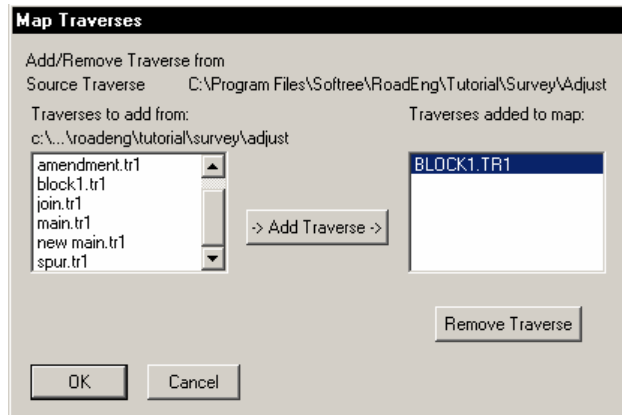 Map Traverses
Add/Remove Traverse from
Source Traverse C:\Program Files\Softree\RoadEng\Tutorial\Survey\Adjust
Traverses to add from:
c:\...\roadeng\tutorial\survey\adjust
amendment.tr1
block1.tr1
join.tr1
main.tr1
new main.tr1
spur.tr1
-> Add Traverse ->
Traverses added to map:
BLOCK1.TR1
Remove Traverse
OK
Cancel